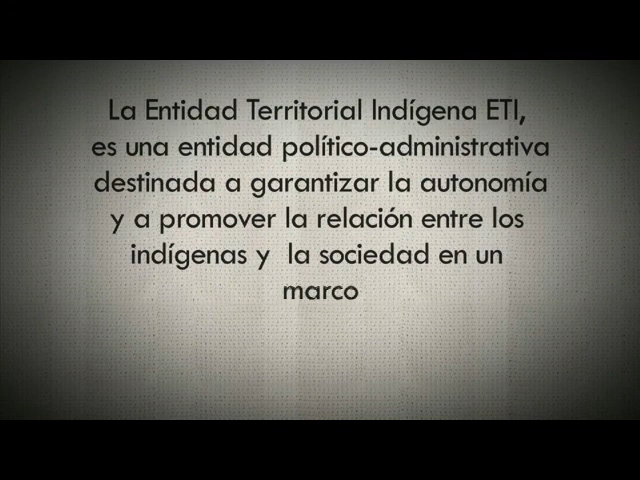 La Entidad Territorial Indígena ETI,
es una entidad político-administrativa
destinada a garantizar la autonomía
y a promover la relación entre los
indígenas y la sociedad en un
marco